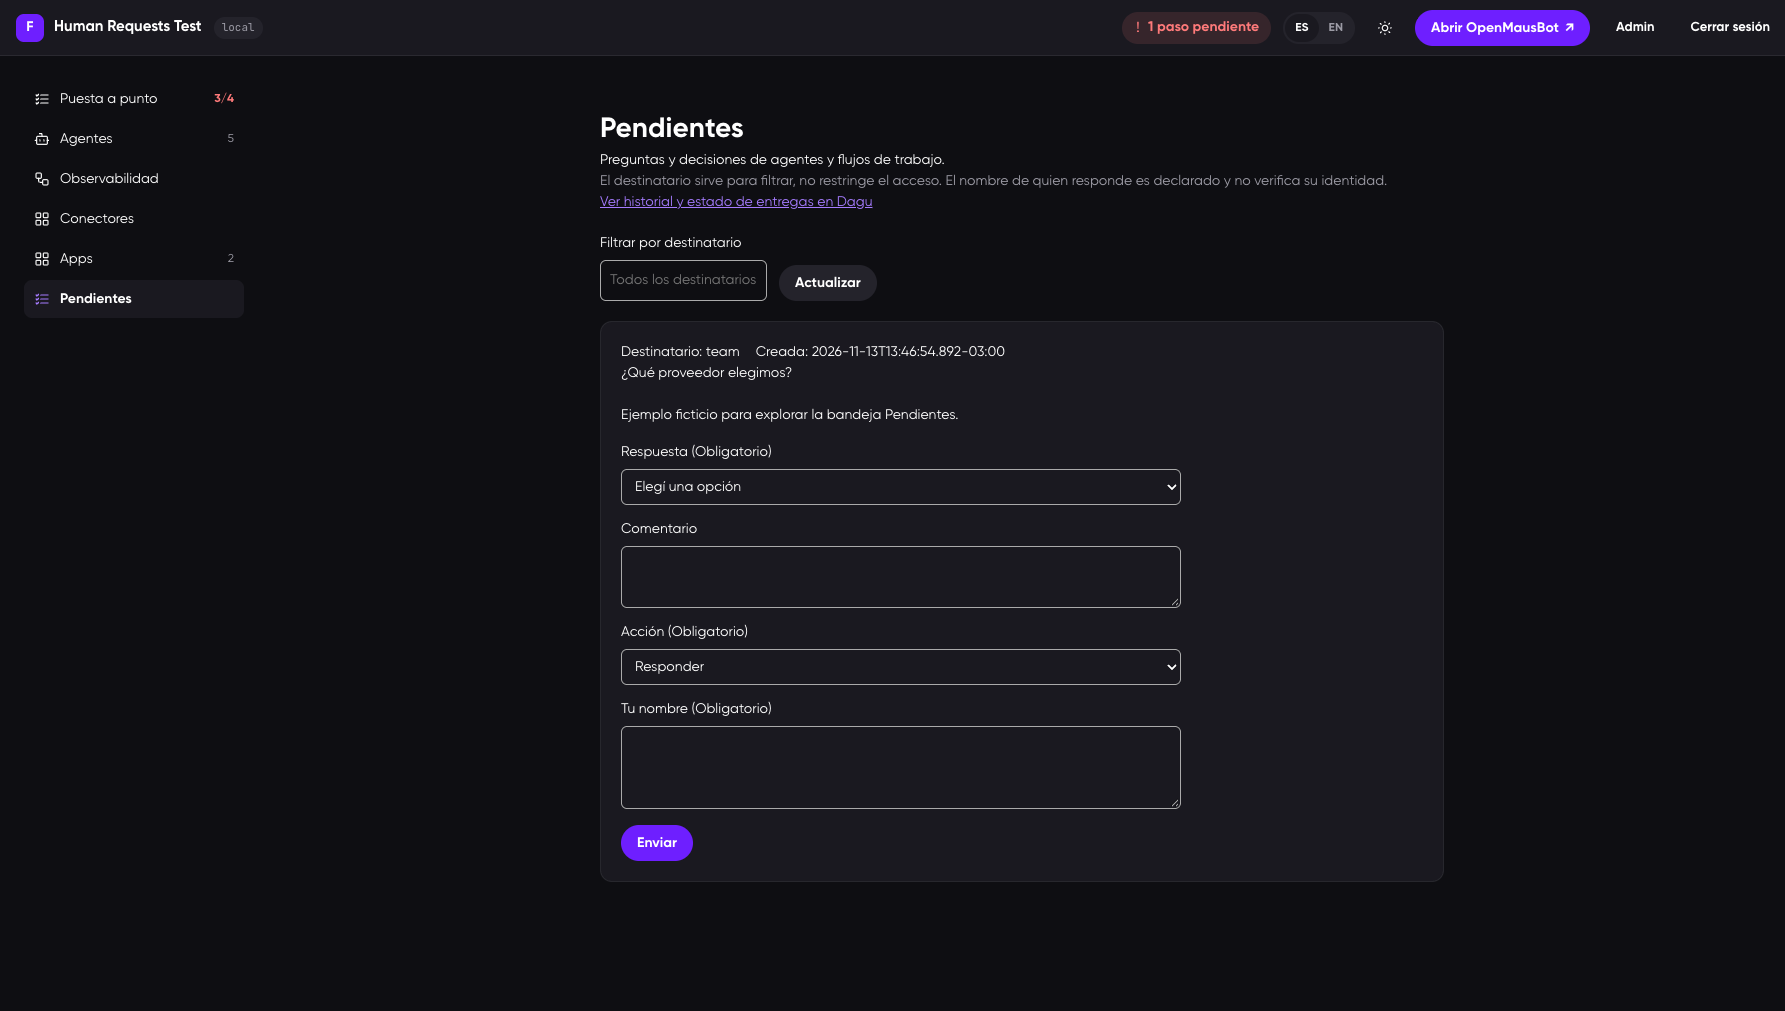 F
Human Requests Test
local
! 1 paso pendiente
ES
EN
Abrir OpenMausBot ↗
Admin
Cerrar sesión
Puesta a punto
3/4
Agentes
5
Observabilidad
Conectores
Apps
2
Pendientes
Pendientes
Preguntas y decisiones de agentes y flujos de trabajo.
El destinatario sirve para filtrar, no restringe el acceso. El nombre de quien responde es declarado y no verifica su identidad.
Ver historial y estado de entregas en Dagu
Filtrar por destinatario
Todos los destinatarios
Actualizar
Destinatario: team Creada: 2026-11-13T13:46:54.892-03:00
¿Qué proveedor elegimos?
Ejemplo ficticio para explorar la bandeja Pendientes.
Respuesta (Obligatorio)
Elegí una opción
Comentario
Acción (Obligatorio)
Responder
Tu nombre (Obligatorio)
Enviar